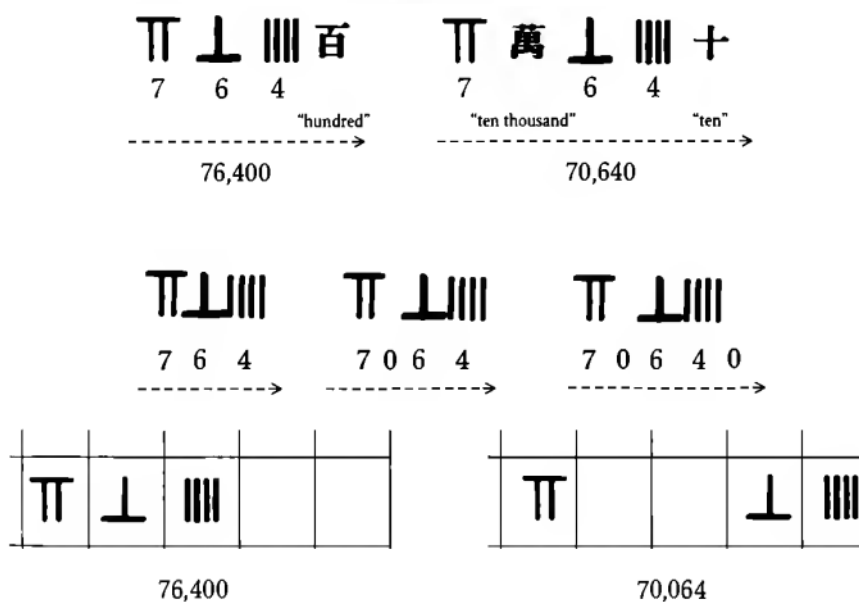 𝍦 𝍮 𝍣 百 𝍦 萬 𝍮 𝍣 十
7 6 4 7 6 4
“hundred” “ten thousand” “ten”
76,400 70,640
7 6 4 7 0 6 4 7 0 6 4 0
76,400 70,064